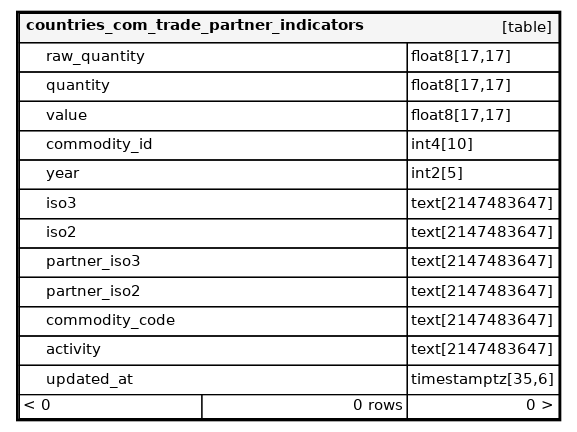 countries_com_trade_partner_indicators [table]
raw_quantity float8[17,17]
quantity float8[17,17]
value float8[17,17]
commodity_id int4[10]
year int2[5]
iso3 text[2147483647]
iso2 text[2147483647]
partner_iso3 text[2147483647]
partner_iso2 text[2147483647]
commodity_code text[2147483647]
activity text[2147483647]
updated_at timestamptz[35,6]
< 0 0 rows 0 >